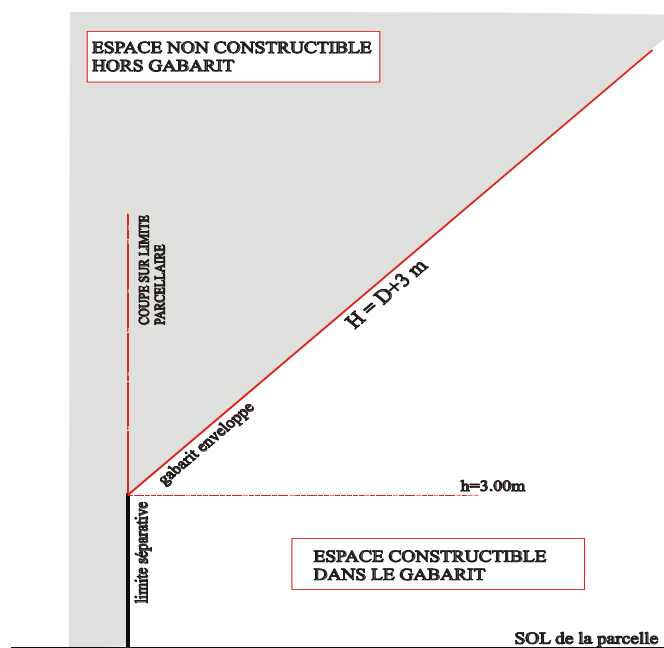 ESPACE NON CONSTRUCTIBLE
HORS GABARIT
COUPE SUR LIMITE
PARCELLAIRE
H = D+3 m
gabarit enveloppe
h=3.00m
limite séparative
ESPACE CONSTRUCTIBLE
DANS LE GABARIT
SOL de la parcelle